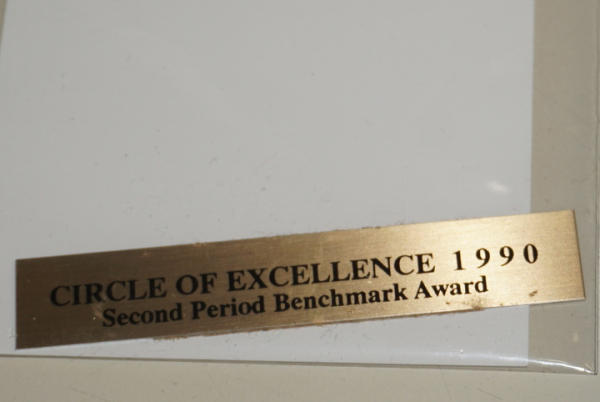 CIRCLE OF EXCELLENCE 1990
Second Period Benchmark Award